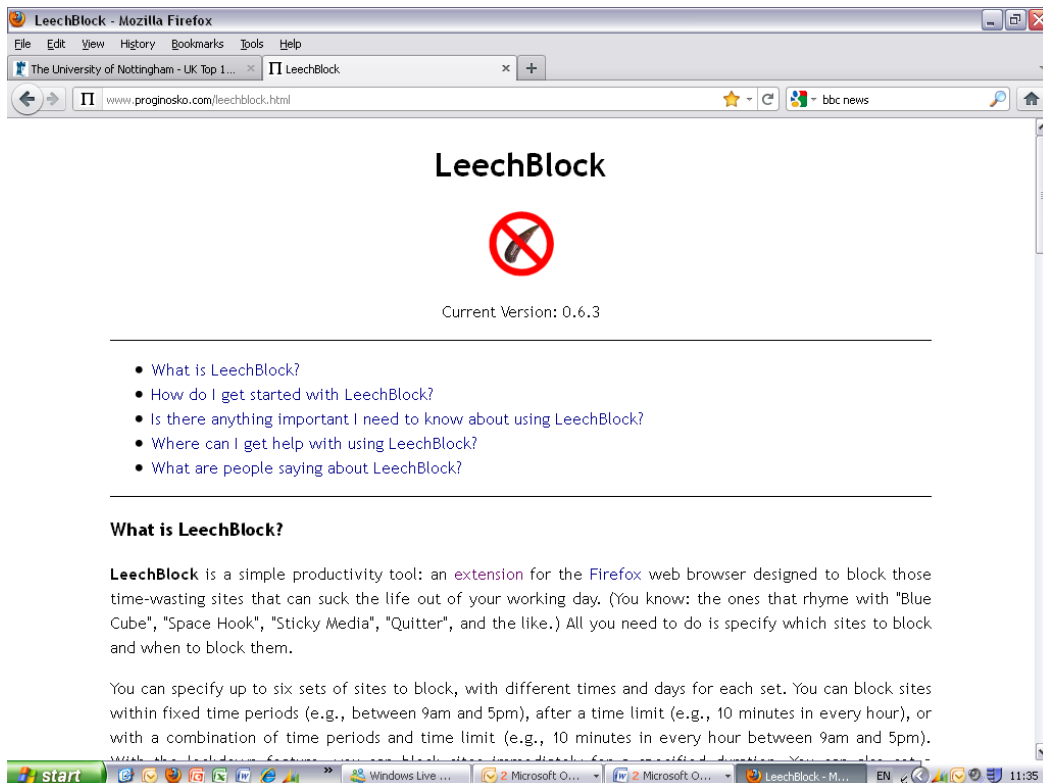 LeechBlock - Mozilla Firefox
File Edit View History Bookmarks Tools Help
The University of Nottingham - UK Top 1... LeechBlock
www.proginosko.com/leechblock.html bbc news
LeechBlock
Current Version: 0.6.3
What is LeechBlock?
How do I get started with LeechBlock?
Is there anything important I need to know about using LeechBlock?
Where can I get help with using LeechBlock?
What are people saying about LeechBlock?
What is LeechBlock?
LeechBlock is a simple productivity tool: an extension for the Firefox web browser designed to block those
time-wasting sites that can suck the life out of your working day. (You know: the ones that rhyme with "Blue
Cube", "Space Hook", "Sticky Media", "Quitter", and the like.) All you need to do is specify which sites to block
and when to block them.
You can specify up to six sets of sites to block, with different times and days for each set. You can block sites
within fixed time periods (e.g., between 9am and 5pm), after a time limit (e.g., 10 minutes in every hour), or
with a combination of time periods and time limit (e.g., 10 minutes in every hour between 9am and 5pm).
start Windows Live ... 2 Microsoft O... 2 Microsoft O... LeechBlock - M... EN 11:35